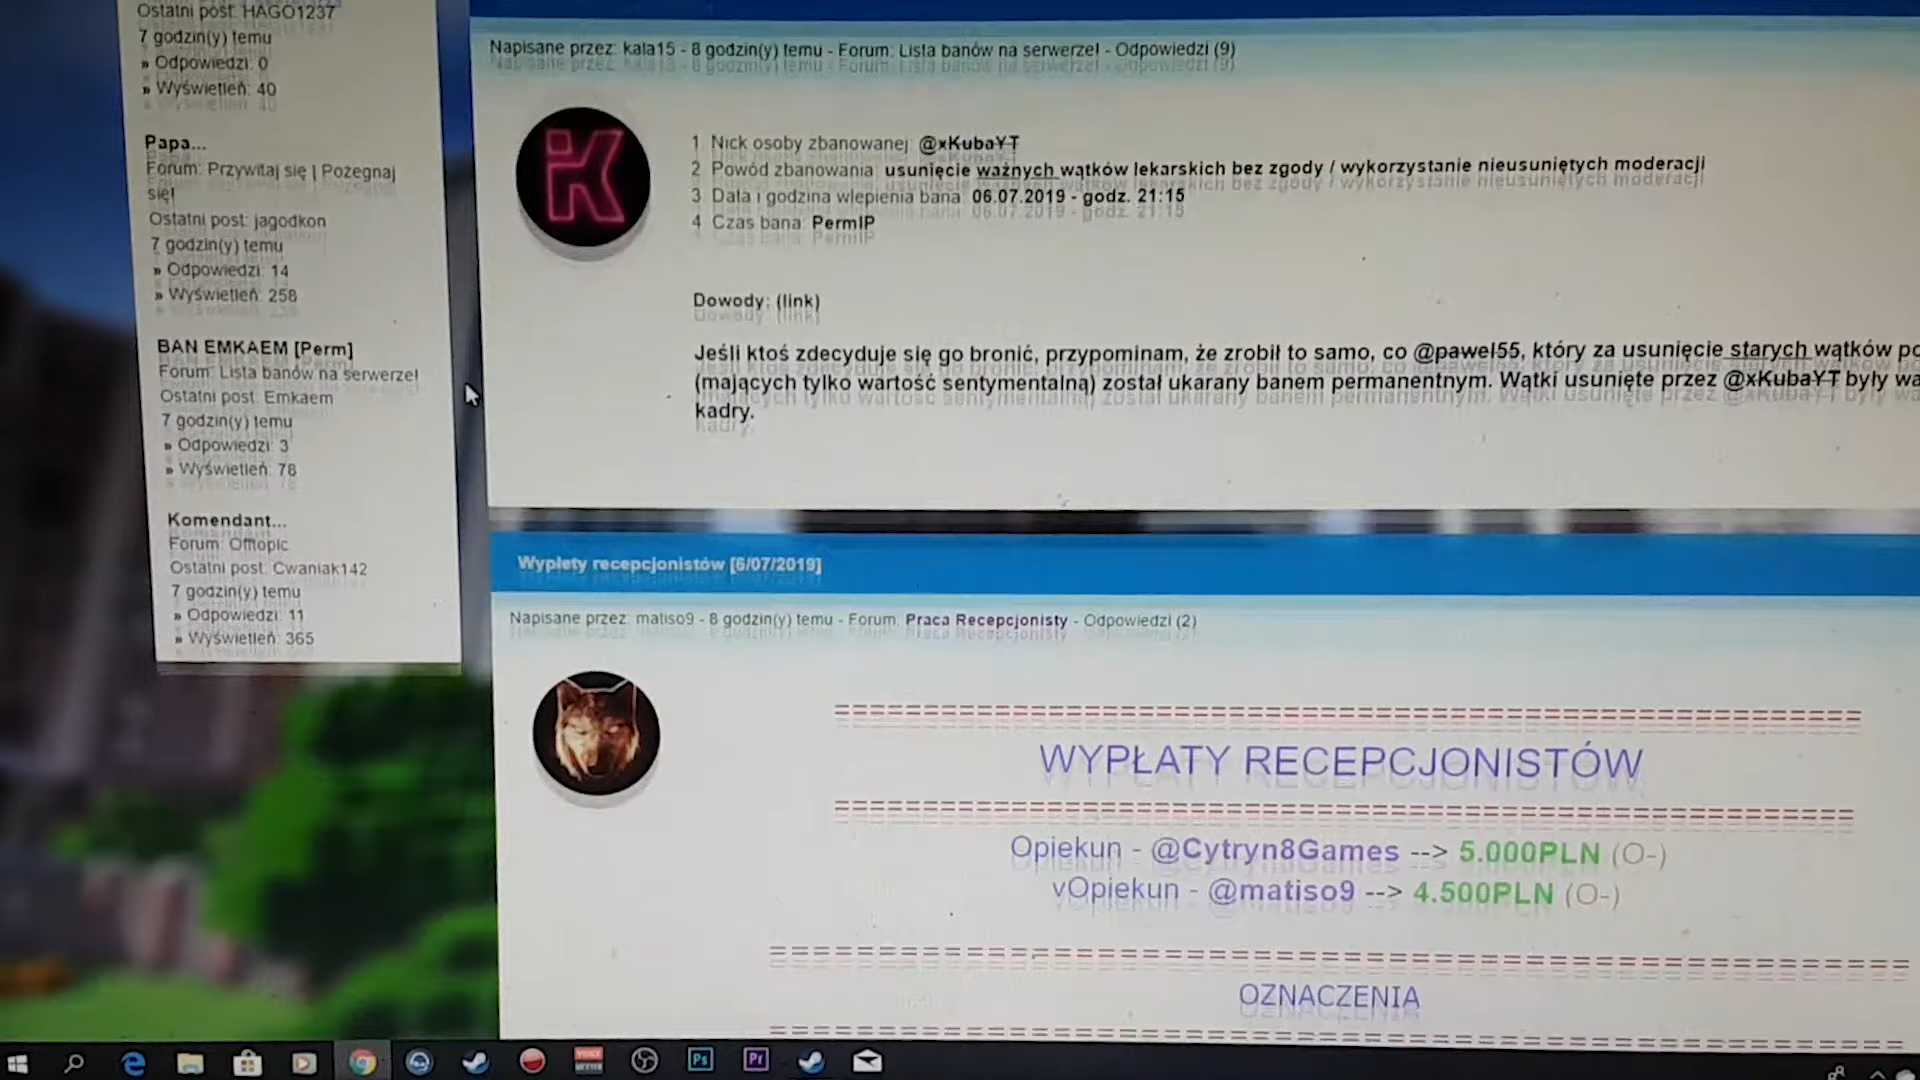 Ostatni post: HAGO1237
7 godzin(y) temu
» Odpowiedzi: 0
» Wyświetleń: 40
Papa...
Forum: Przywitaj się | Pożegnaj
się!
Ostatni post: jagodkon
7 godzin(y) temu
» Odpowiedzi: 14
» Wyświetleń: 258
BAN EMKAEM [Perm]
Forum: Lista banów na serwerze!
Ostatni post: Emkaem
7 godzin(y) temu
» Odpowiedzi: 3
» Wyświetleń: 78
Komendant...
Forum: Offtopic
Ostatni post: Cwaniak142
7 godzin(y) temu
» Odpowiedzi: 11
» Wyświetleń: 365
Napisane przez: kala15 - 8 godzin(y) temu - Forum: Lista banów na serwerze! - Odpowiedzi (9)
1 Nick osoby zbanowanej: @xKubaYT
2 Powód zbanowania: usunięcie ważnych wątków lekarskich bez zgody / wykorzystanie nieusuniętych moderacji
3 Data i godzina wlepienia bana: 06.07.2019 - godz. 21:15
4 Czas bana: PermIP
Dowody: (link)
Jeśli ktoś zdecyduje się go bronić, przypominam, że zrobił to samo, co @pawel55, który za usunięcie starych wątków po
(mających tylko wartość sentymentalną) został ukarany banem permanentnym. Wątki usunięte przez @xKubaYT były wa
kadry.
Wypłety recepcjonistów [6/07/2019]
Napisane przez: matiso9 - 8 godzin(y) temu - Forum: Praca Recepcjonisty - Odpowiedzi (2)
WYPŁATY RECEPCJONISTÓW
Opiekun - @Cytryn8Games --> 5.000PLN (O-)
vOpiekun - @matiso9 --> 4.500PLN (O-)
OZNACZENIA
Ps
Pr